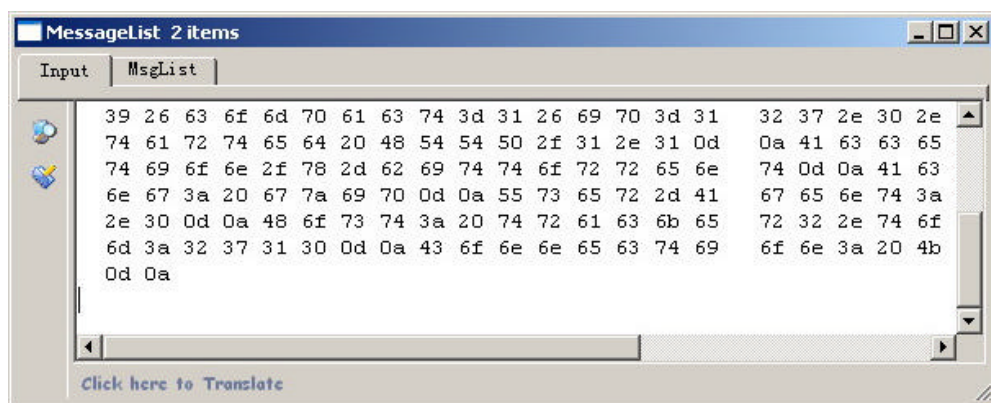 MessageList 2 items
Input MsgList
39 26 63 6f 6d 70 61 63 74 3d 31 26 69 70 3d 31 32 37 2e 30 2e
74 61 72 74 65 64 20 48 54 54 50 2f 31 2e 31 0d 0a 41 63 63 65
74 69 6f 6e 2f 78 2d 62 69 74 74 6f 72 72 65 6e 74 0d 0a 41 63
6e 67 3a 20 67 7a 69 70 0d 0a 55 73 65 72 2d 41 67 65 6e 74 3a
2e 30 0d 0a 48 6f 73 74 3a 20 74 72 61 63 6b 65 72 32 2e 74 6f
6d 3a 32 37 31 30 0d 0a 43 6f 6e 6e 65 63 74 69 6f 6e 3a 20 4b
0d 0a
Click here to Translate